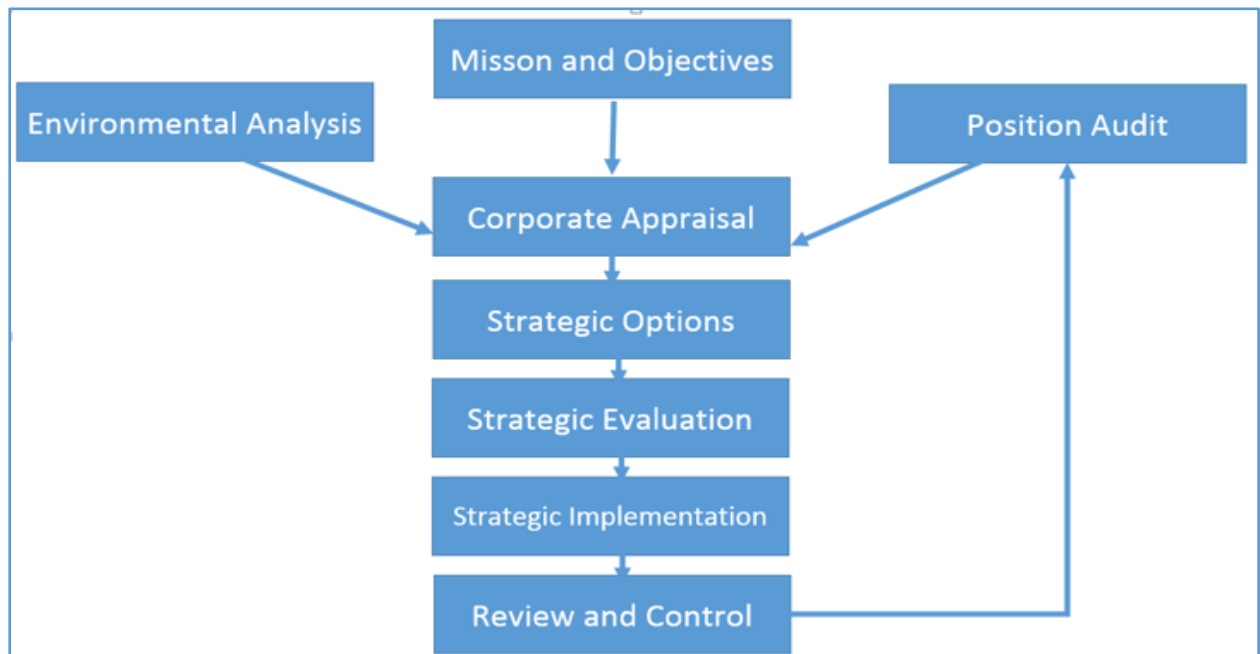 Misson and Objectives
Environmental Analysis
Position Audit
Corporate Appraisal
Strategic Options
Strategic Evaluation
Strategic Implementation
Review and Control